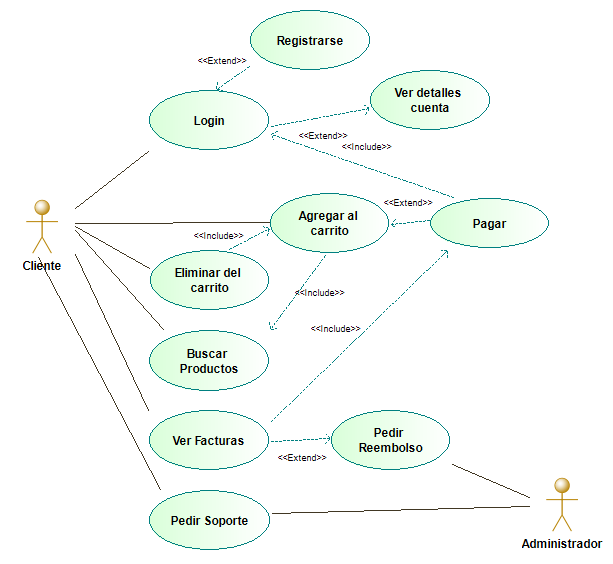 Registrarse
<<Extend>>
Ver detalles
cuenta
Login
<<Extend>>
<<Include>>
<<Extend>>
Agregar al
carrito
Pagar
<<Include>>
Cliente
Eliminar del
carrito
<<Include>>
<<Include>>
Buscar
Productos
Ver Facturas
Pedir
Reembolso
<<Extend>>
Pedir Soporte
Administrador